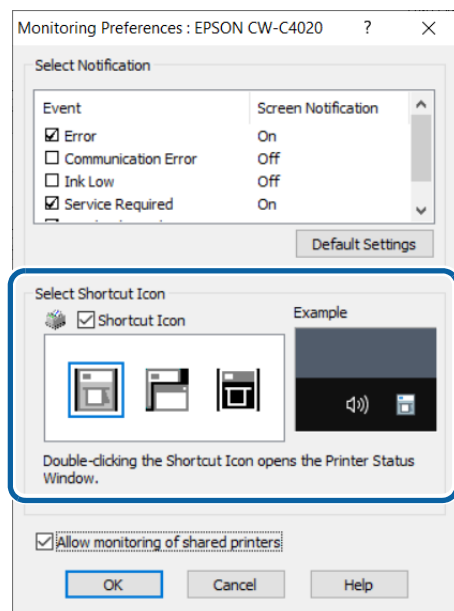 Monitoring Preferences : EPSON CW-C4020 ? ×
Select Notification
Event Screen Notification
Error On
Communication Error Off
Ink Low Off
Service Required On
Default Settings
Select Shortcut Icon
Shortcut Icon
Example
Double-clicking the Shortcut Icon opens the Printer Status
Window.
Allow monitoring of shared printers
OK Cancel Help